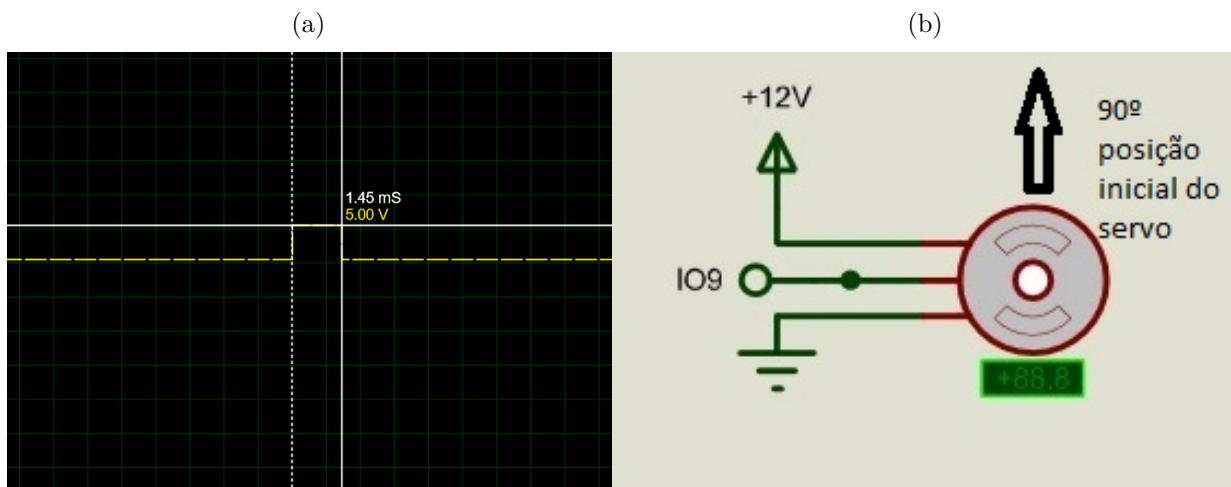 (a)
(b)
1.45 mS
5.00 V
+12V
IO9
90º
posição
inicial do
servo
+88.8